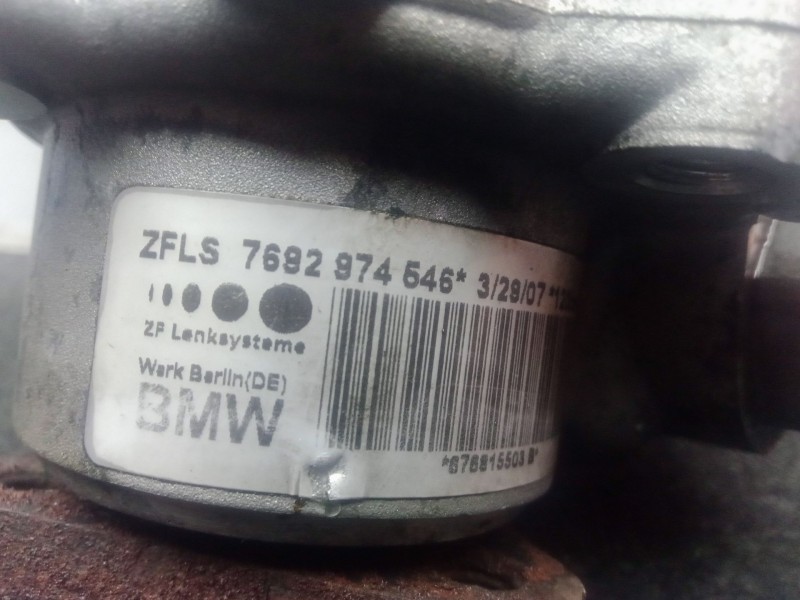 ZFLS 7692 974 546* 3/29/07
ZF Lenksysteme
Werk Berlin(DE)
BMW
*676815503 B*